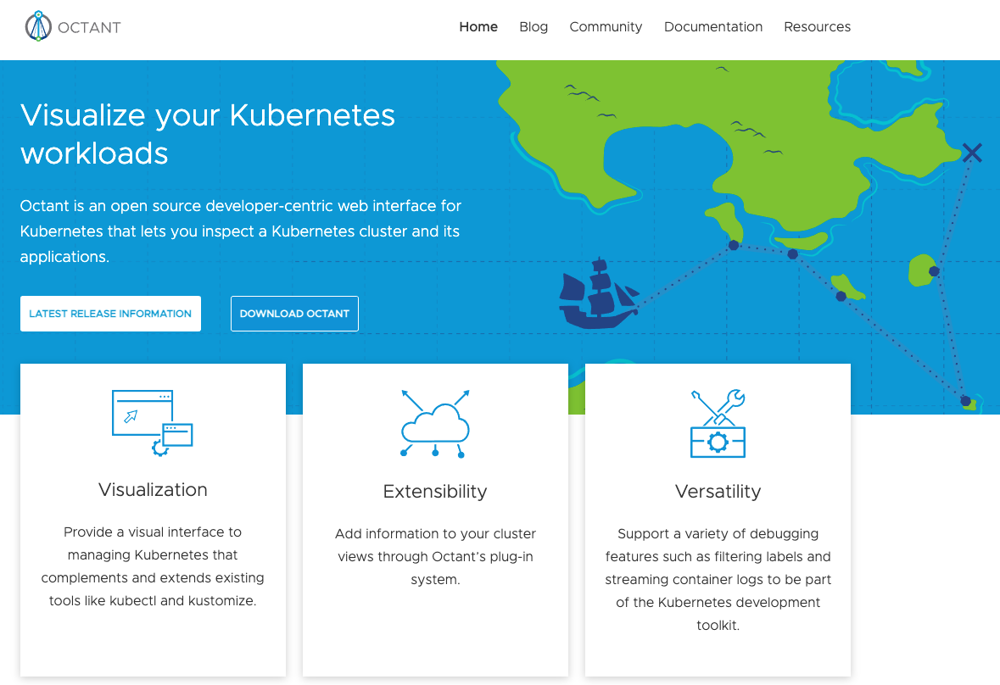 OCTANT
Home Blog Community Documentation Resources
Visualize your Kubernetes
workloads
Octant is an open source developer-centric web interface for
Kubernetes that lets you inspect a Kubernetes cluster and its
applications.
LATEST RELEASE INFORMATION
DOWNLOAD OCTANT
Visualization
Provide a visual interface to
managing Kubernetes that
complements and extends existing
tools like kubectl and kustomize.
Extensibility
Add information to your cluster
views through Octant’s plug-in
system.
Versatility
Support a variety of debugging
features such as filtering labels and
streaming container logs to be part
of the Kubernetes development
toolkit.